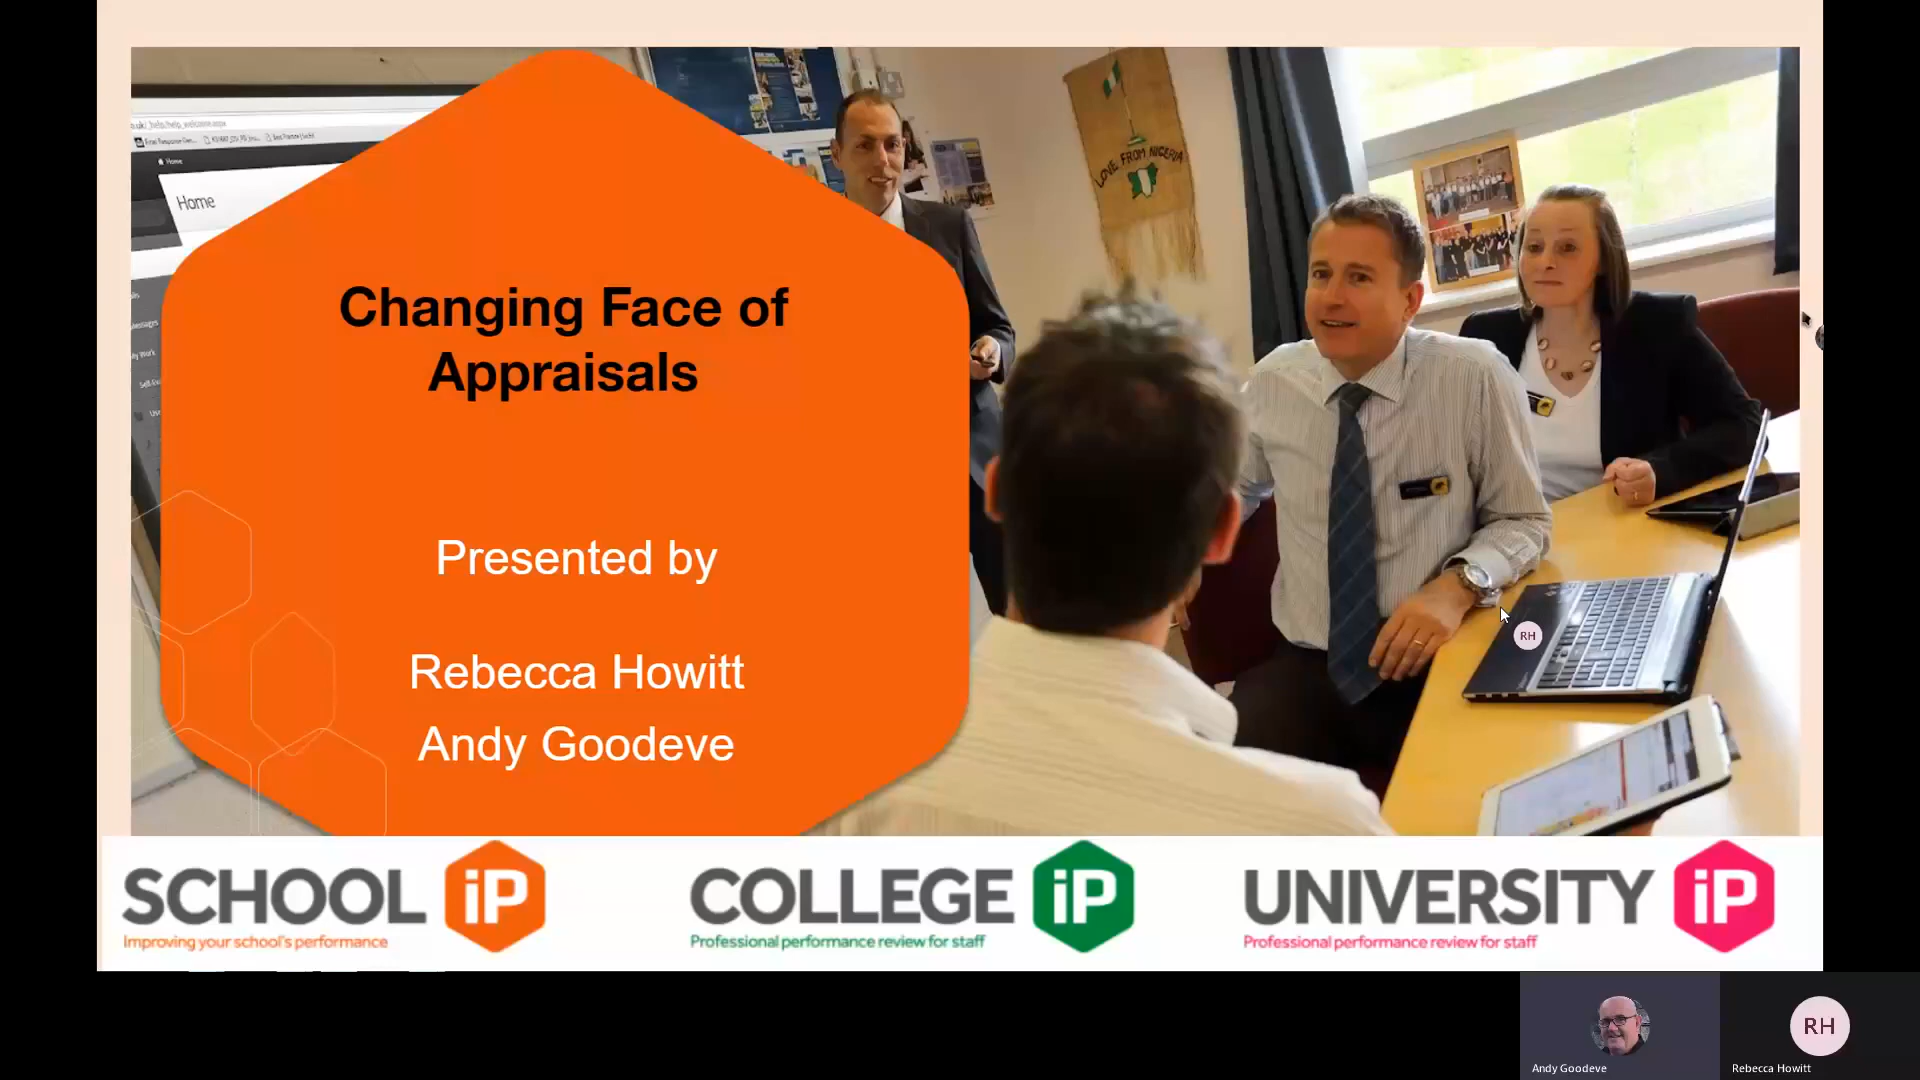 Home
Home
LOVE FROM NIGERIA
Changing Face of
Appraisals
Presented by
Rebecca Howitt
Andy Goodeve
RH
SCHOOL iP
Improving your school's performance
COLLEGE iP
Professional performance review for staff
UNIVERSITY iP
Professional performance review for staff
RH
Andy Goodeve
Rebecca Howitt